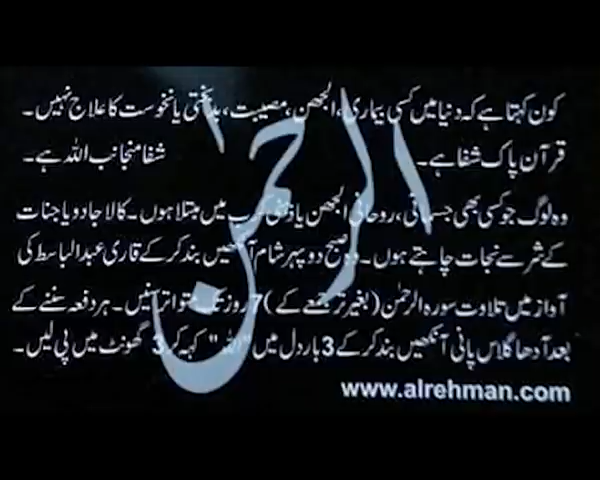 کون کہتا ہے کہ دنیا میں کسی بیماری، الجھن، مصیبت، بدبختی یا نحوست کا علاج نہیں۔
قرآن پاک شفا ہے۔ شفا منجانب اللہ ہے۔
وہ لوگ جو کسی بھی جسمانی، روحانی الجھن یا ذہنی کرب میں مبتلا ہوں۔ کالا جادو یا جنات
کے شر سے نجات چاہتے ہوں۔ وہ صبح دوپہر شام آنکھیں بند کر کے قاری عبدالباسط کی
آواز میں تلاوت سورہ الرحمٰن (بغیر ترجمعے کے) 7 روز تک متواتر سنیں۔ ہر دفعہ سننے کے
بعد آدھا گلاس پانی آنکھیں بند کر کے 3 بار دل میں "اللہ" کہہ کر 3 گھونٹ میں پی لیں۔
الرحمن
www.alrehman.com